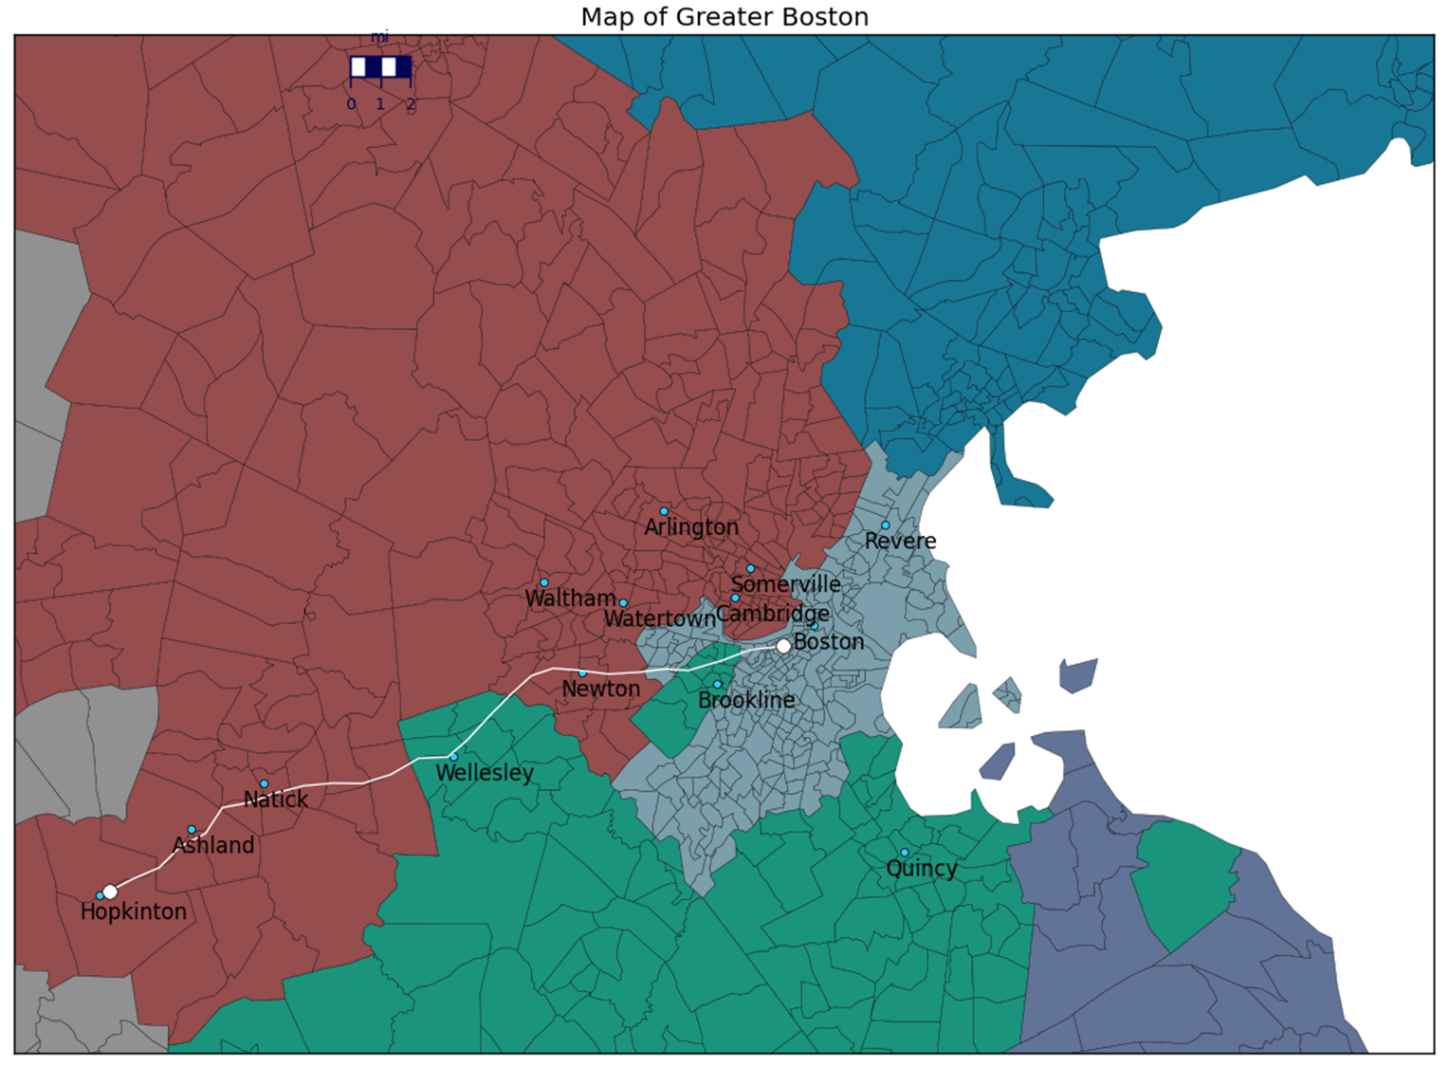 Map of Greater Boston
mi
0 1 2
Arlington
Revere
Somerville
Waltham
Cambridge
Watertown
Boston
Newton
Brookline
Wellesley
Natick
Ashland
Quincy
Hopkinton